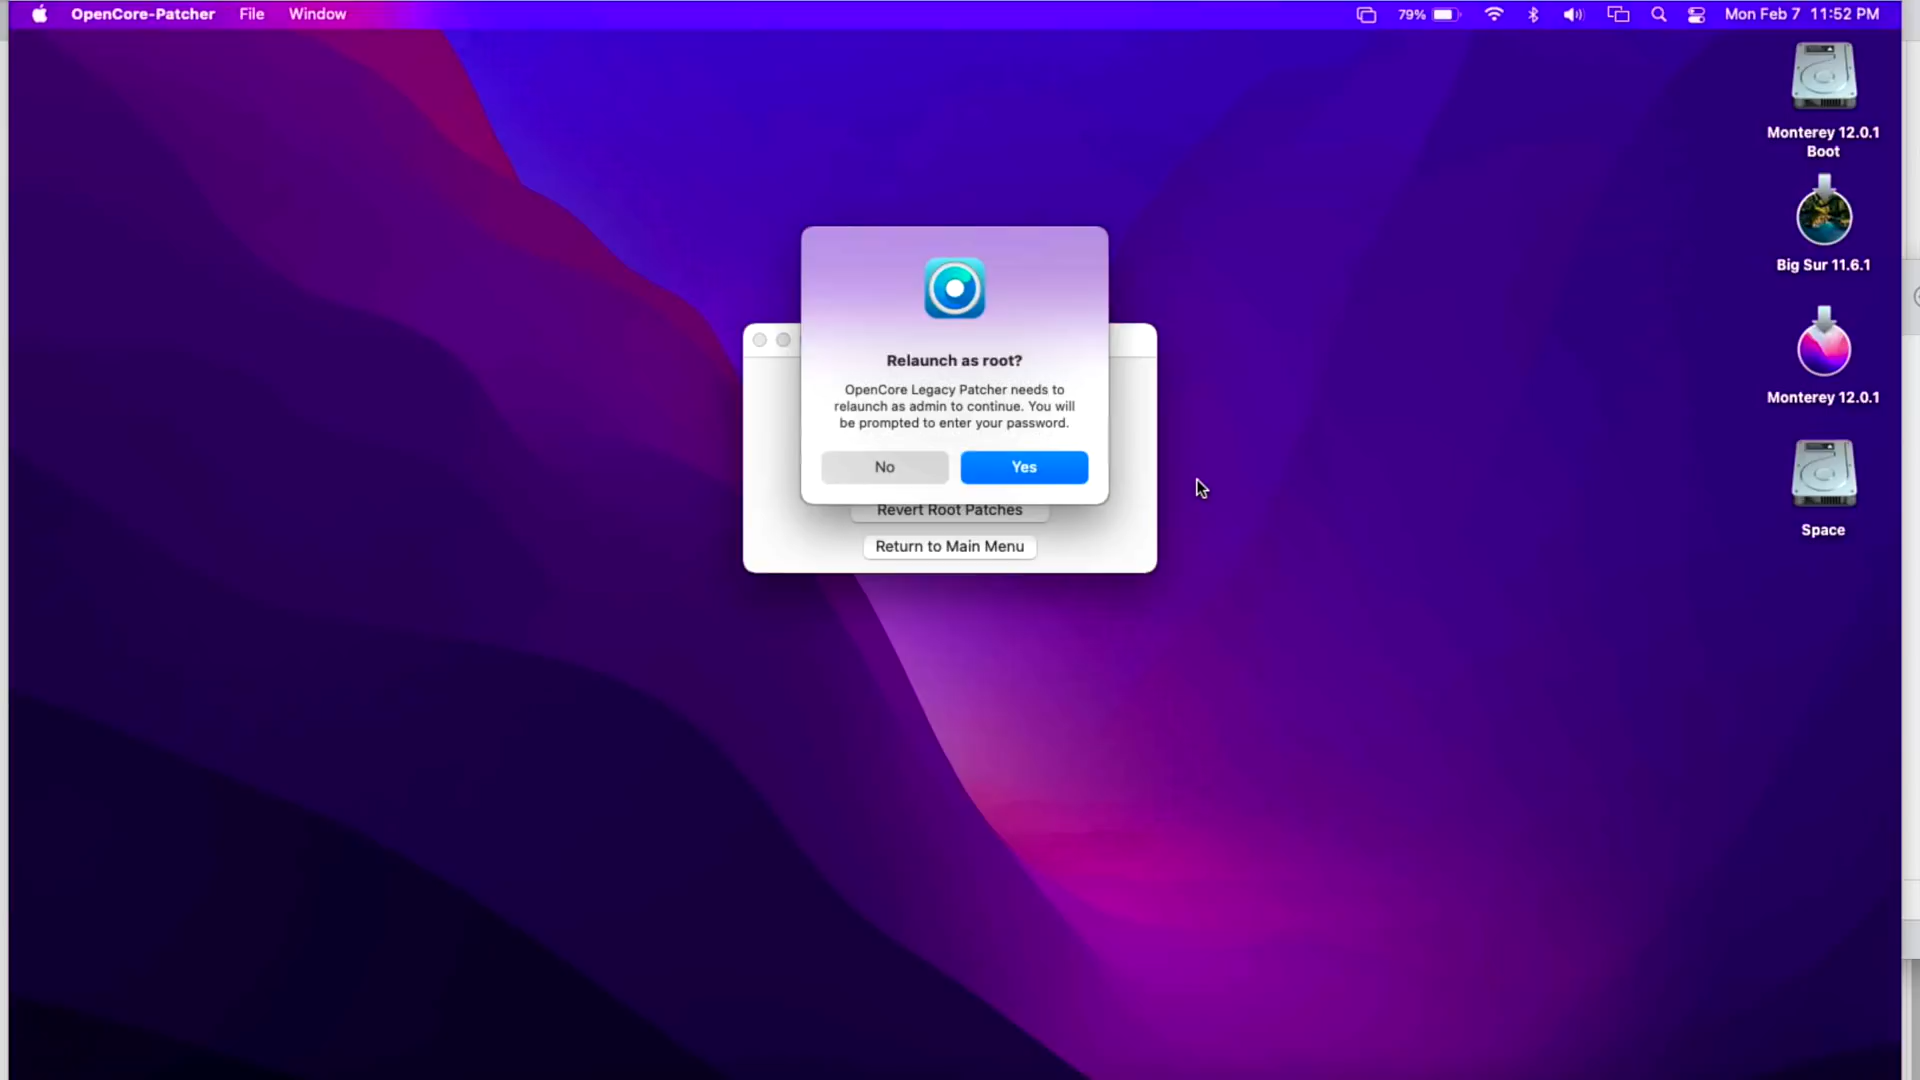 OpenCore-Patcher File Window 79% Mon Feb 7 11:52 PM
Monterey 12.0.1
Boot
Big Sur 11.6.1
Monterey 12.0.1
Space
Relaunch as root?
OpenCore Legacy Patcher needs to
relaunch as admin to continue. You will
be prompted to enter your password.
No Yes
Revert Root Patches
Return to Main Menu